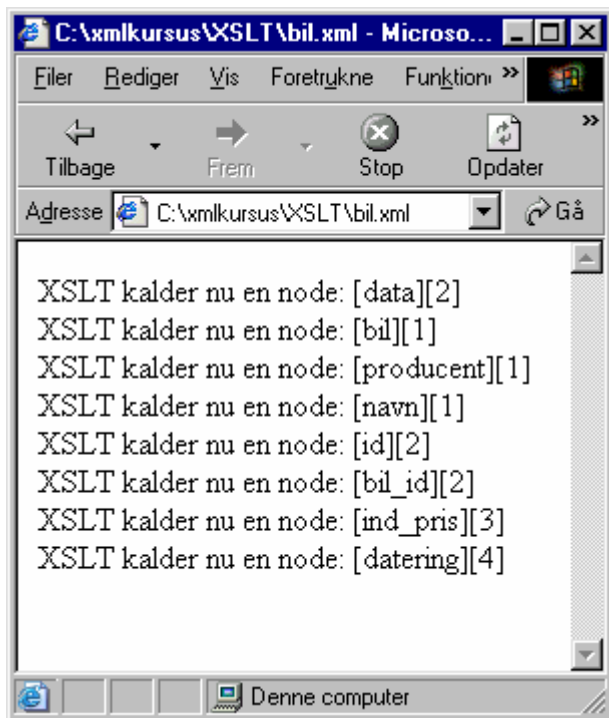 C:\xmlkursus\XSLT\bil.xml - Microso...
Filer Rediger Vis Foretrukne Funktion »
Tilbage Frem Stop Opdater »
Adresse C:\xmlkursus\XSLT\bil.xml Gå
XSLT kalder nu en node: [data][2]
XSLT kalder nu en node: [bil][1]
XSLT kalder nu en node: [producent][1]
XSLT kalder nu en node: [navn][1]
XSLT kalder nu en node: [id][2]
XSLT kalder nu en node: [bil_id][2]
XSLT kalder nu en node: [ind_pris][3]
XSLT kalder nu en node: [datering][4]
Denne computer